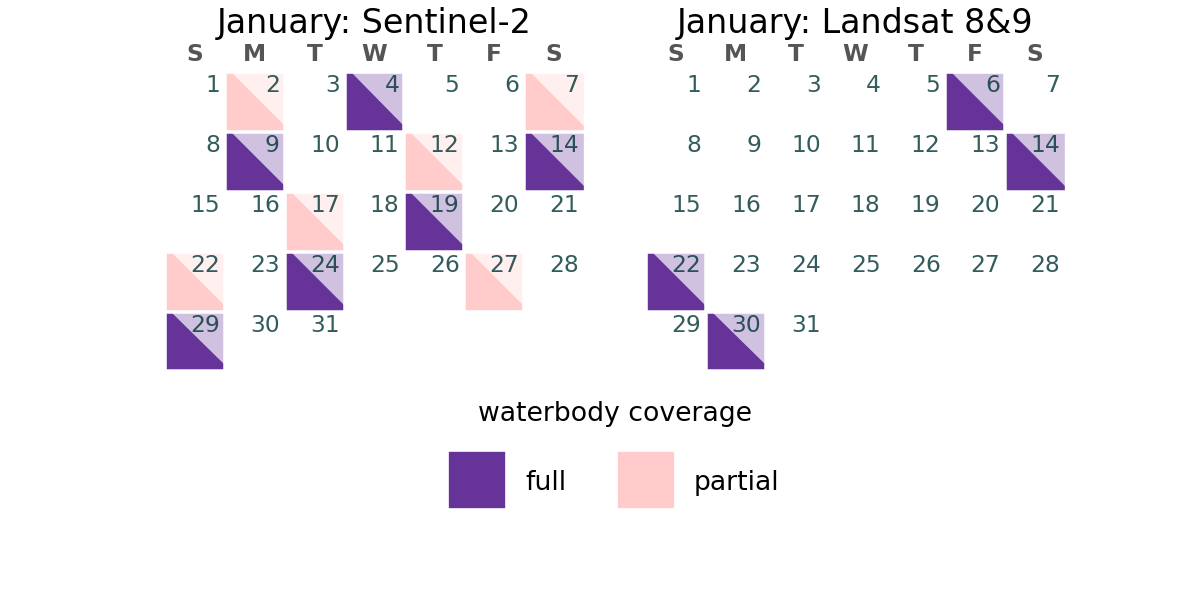 January: Sentinel-2
S M T W T F S
1 2 3 4 5 6 7
8 9 10 11 12 13 14
15 16 17 18 19 20 21
22 23 24 25 26 27 28
29 30 31
January: Landsat 8&9
S M T W T F S
1 2 3 4 5 6 7
8 9 10 11 12 13 14
15 16 17 18 19 20 21
22 23 24 25 26 27 28
29 30 31
waterbody coverage
full
partial